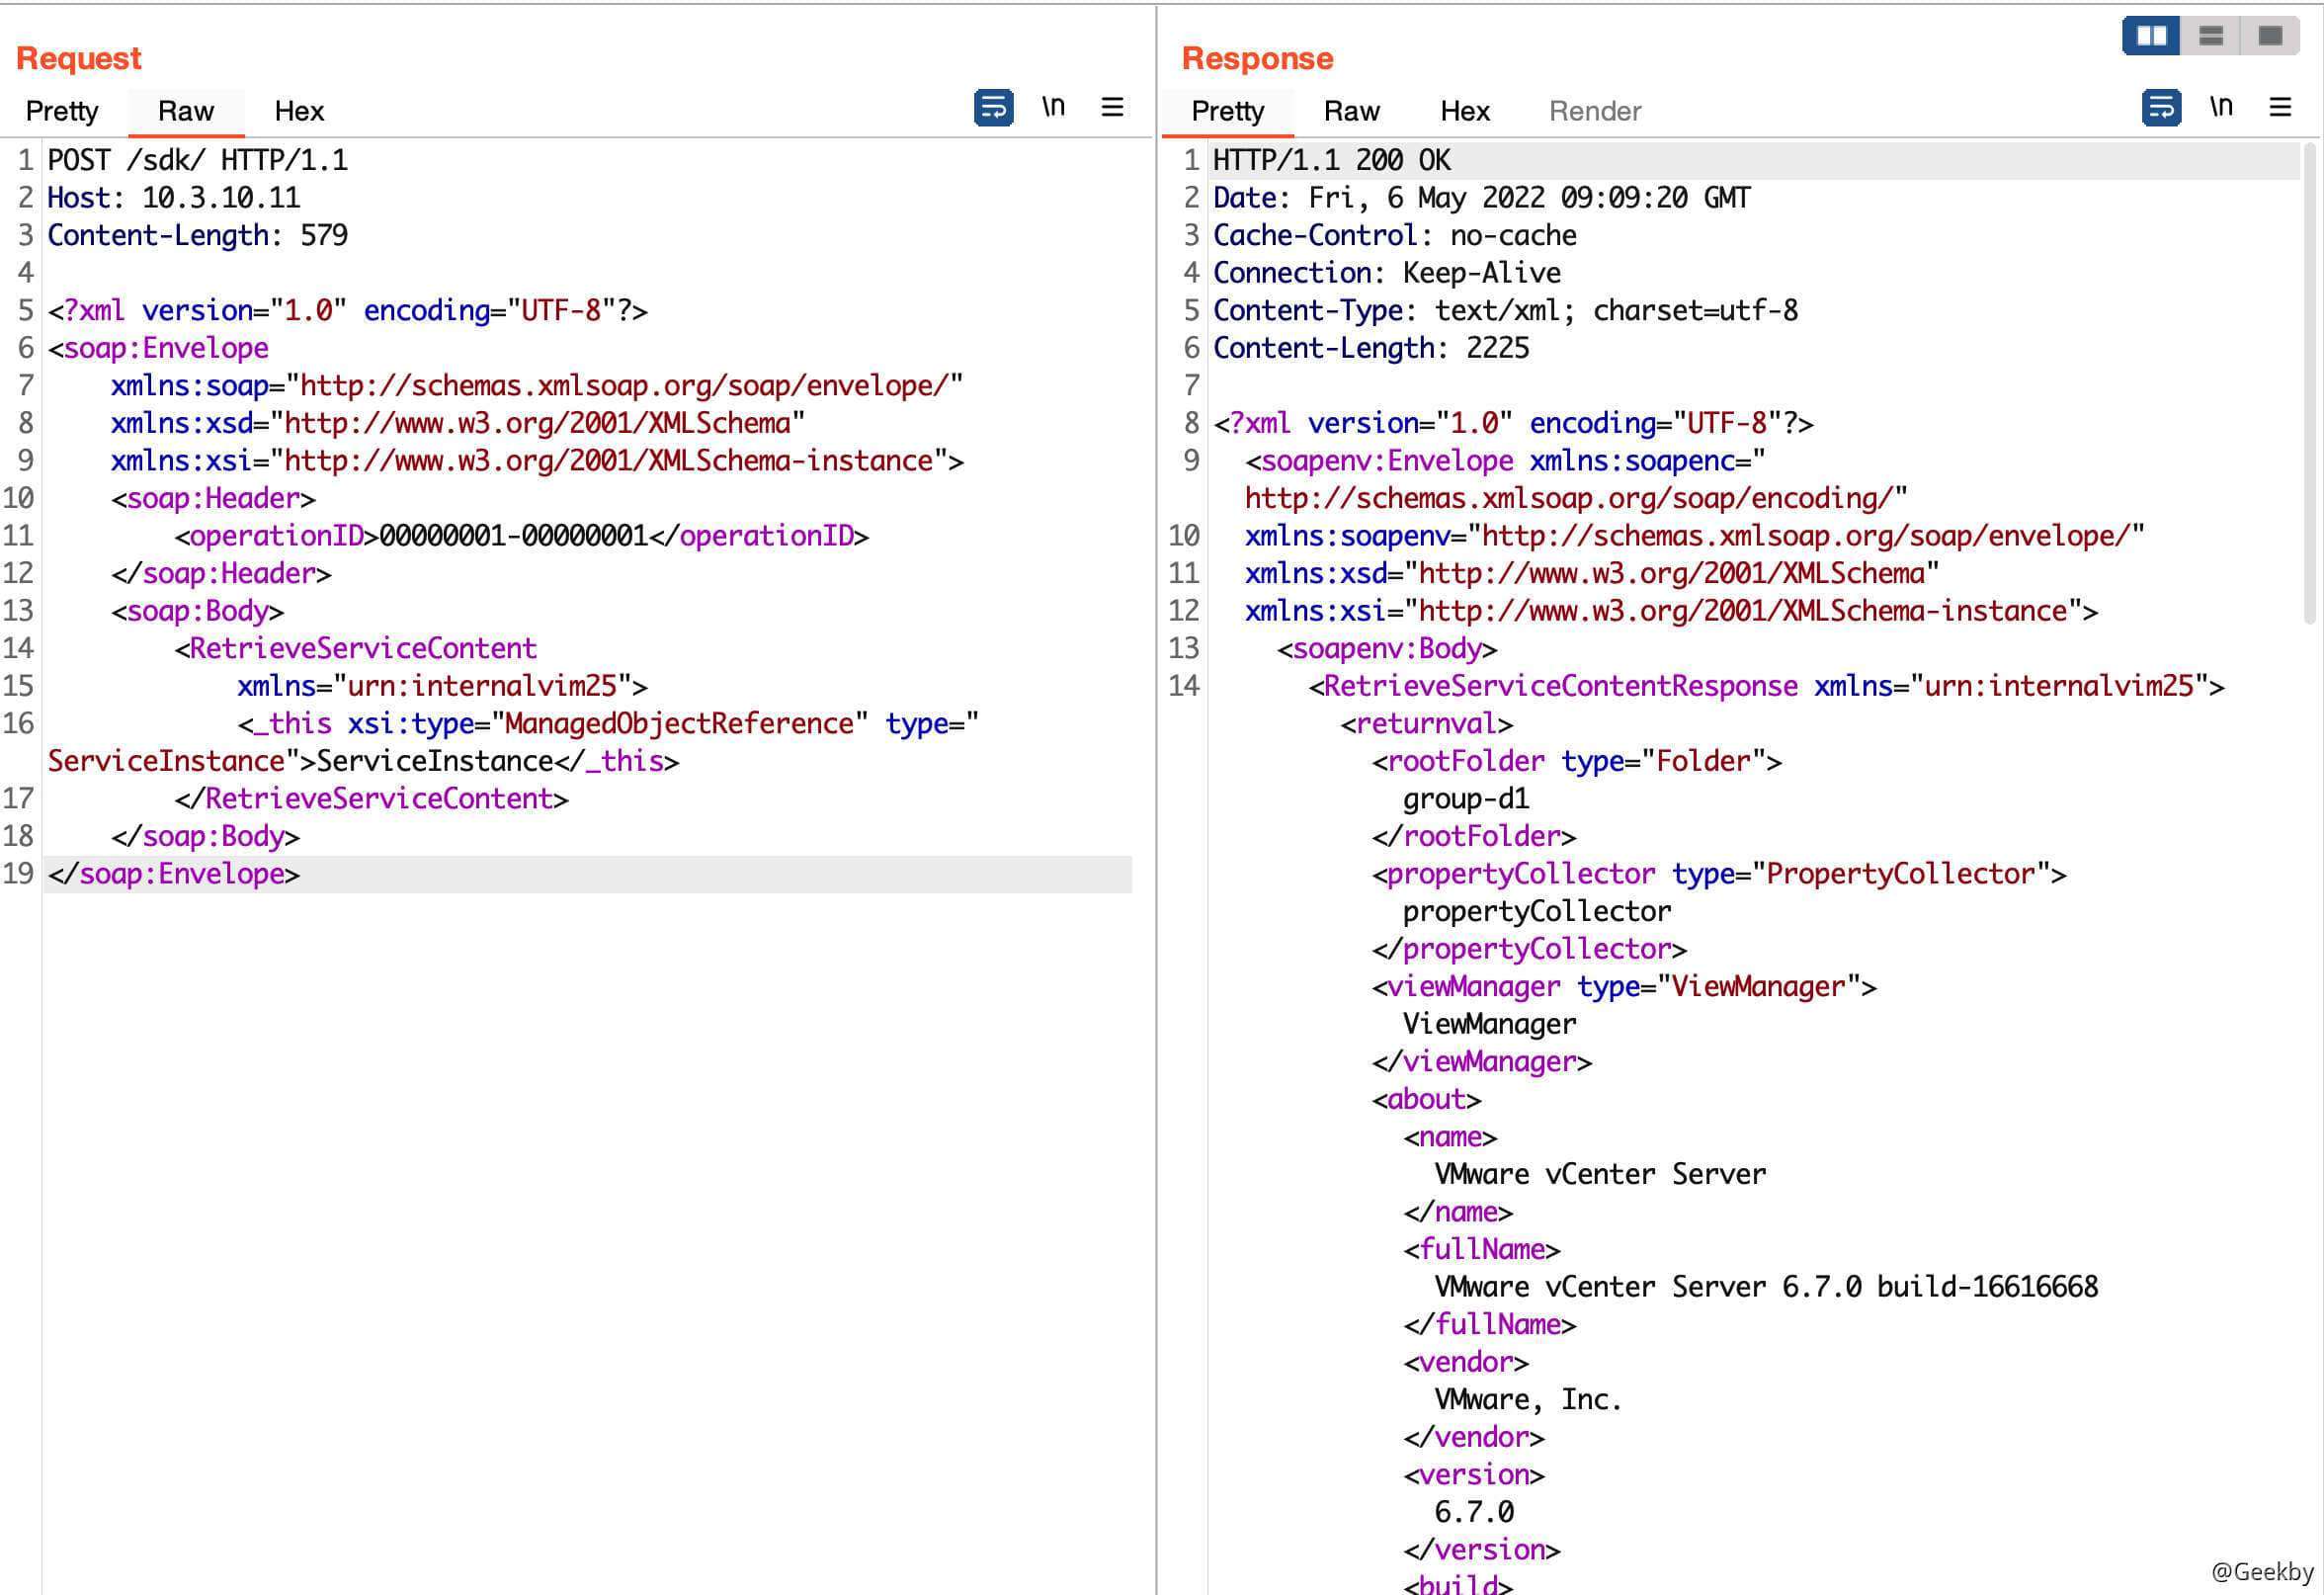 Request
Pretty Raw Hex \n
1 POST /sdk/ HTTP/1.1
2 Host: 10.3.10.11
3 Content-Length: 579
4
5 <?xml version="1.0" encoding="UTF-8"?>
6 <soap:Envelope
7 xmlns:soap="http://schemas.xmlsoap.org/soap/envelope/"
8 xmlns:xsd="http://www.w3.org/2001/XMLSchema"
9 xmlns:xsi="http://www.w3.org/2001/XMLSchema-instance">
10 <soap:Header>
11 <operationID>00000001-00000001</operationID>
12 </soap:Header>
13 <soap:Body>
14 <RetrieveServiceContent
15 xmlns="urn:internalvim25">
16 <_this xsi:type="ManagedObjectReference" type="
ServiceInstance">ServiceInstance</_this>
17 </RetrieveServiceContent>
18 </soap:Body>
19 </soap:Envelope>
Response
Pretty Raw Hex Render \n
1 HTTP/1.1 200 OK
2 Date: Fri, 6 May 2022 09:09:20 GMT
3 Cache-Control: no-cache
4 Connection: Keep-Alive
5 Content-Type: text/xml; charset=utf-8
6 Content-Length: 2225
7
8 <?xml version="1.0" encoding="UTF-8"?>
9 <soapenv:Envelope xmlns:soapenc="
http://schemas.xmlsoap.org/soap/encoding/"
10 xmlns:soapenv="http://schemas.xmlsoap.org/soap/envelope/"
11 xmlns:xsd="http://www.w3.org/2001/XMLSchema"
12 xmlns:xsi="http://www.w3.org/2001/XMLSchema-instance">
13 <soapenv:Body>
14 <RetrieveServiceContentResponse xmlns="urn:internalvim25">
<returnval>
<rootFolder type="Folder">
group-d1
</rootFolder>
<propertyCollector type="PropertyCollector">
propertyCollector
</propertyCollector>
<viewManager type="ViewManager">
ViewManager
</viewManager>
<about>
<name>
VMware vCenter Server
</name>
<fullName>
VMware vCenter Server 6.7.0 build-16616668
</fullName>
<vendor>
VMware, Inc.
</vendor>
<version>
6.7.0
</version>
<build>
@Geekby